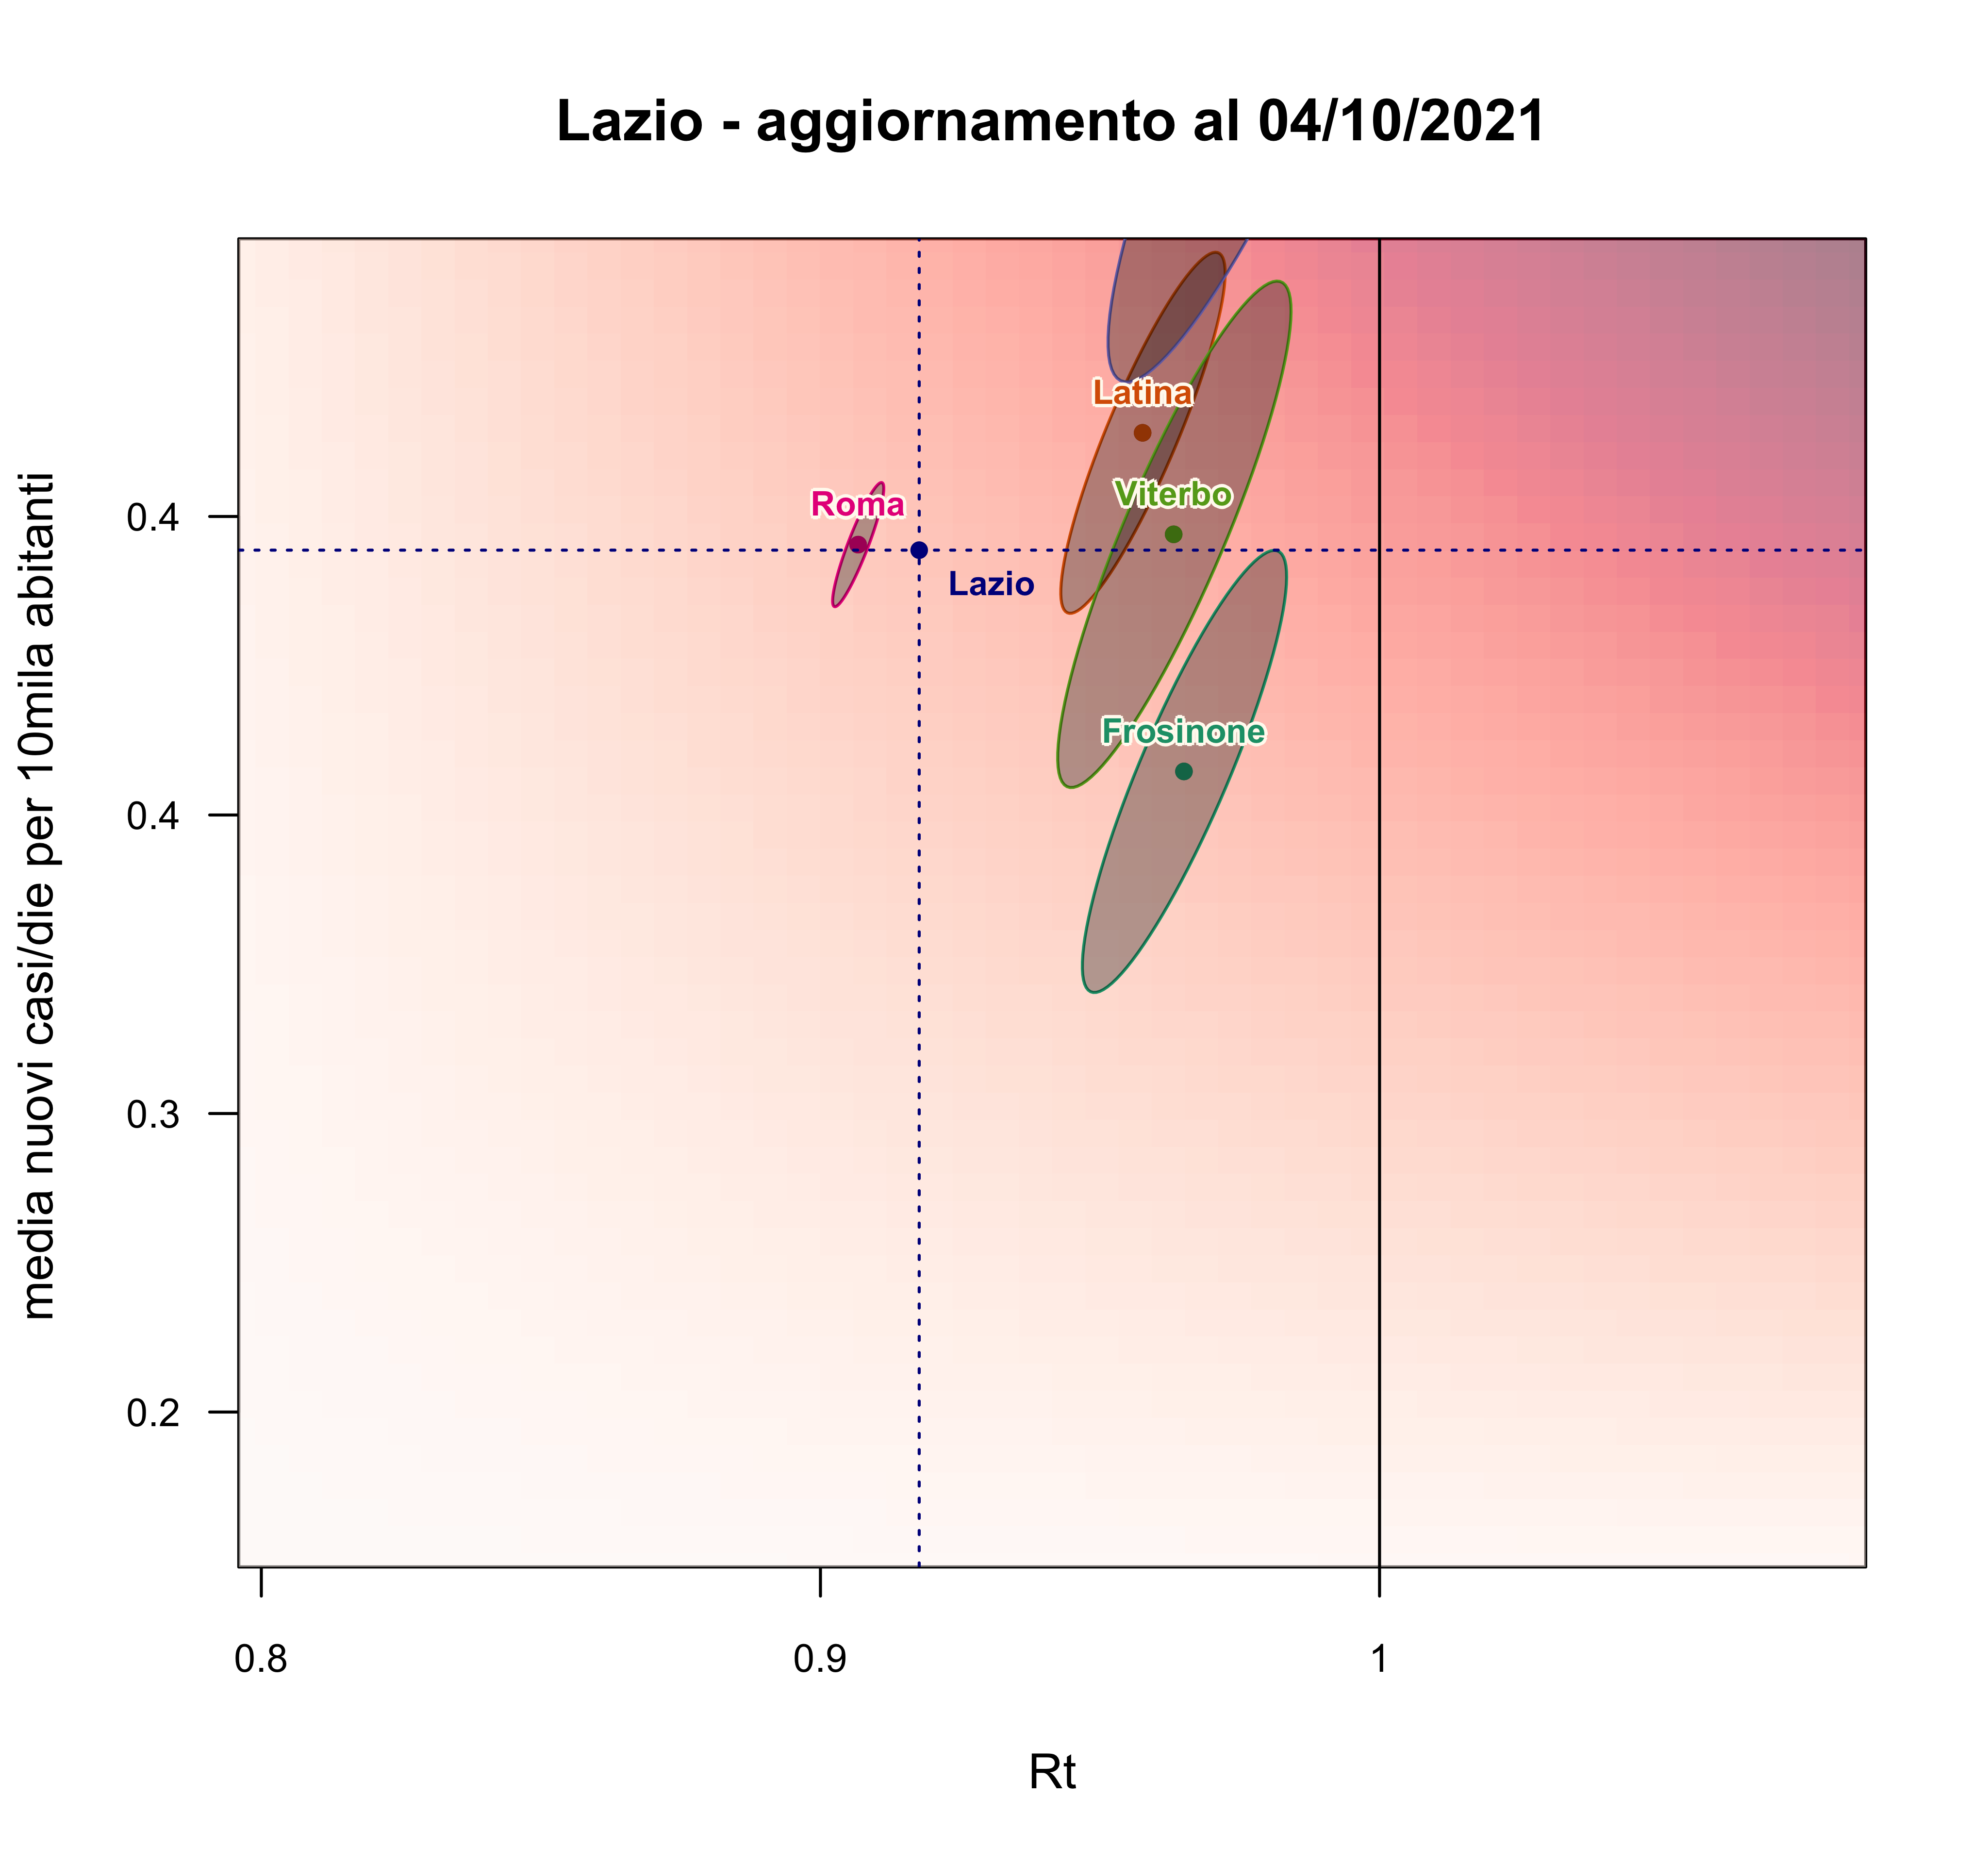 Lazio - aggiornamento al 04/10/2021
media nuovi casi/die per 10mila abitanti
0.4
0.4
0.3
0.2
Latina
Viterbo
Roma
Lazio
Frosinone
0.8
0.9
1
Rt